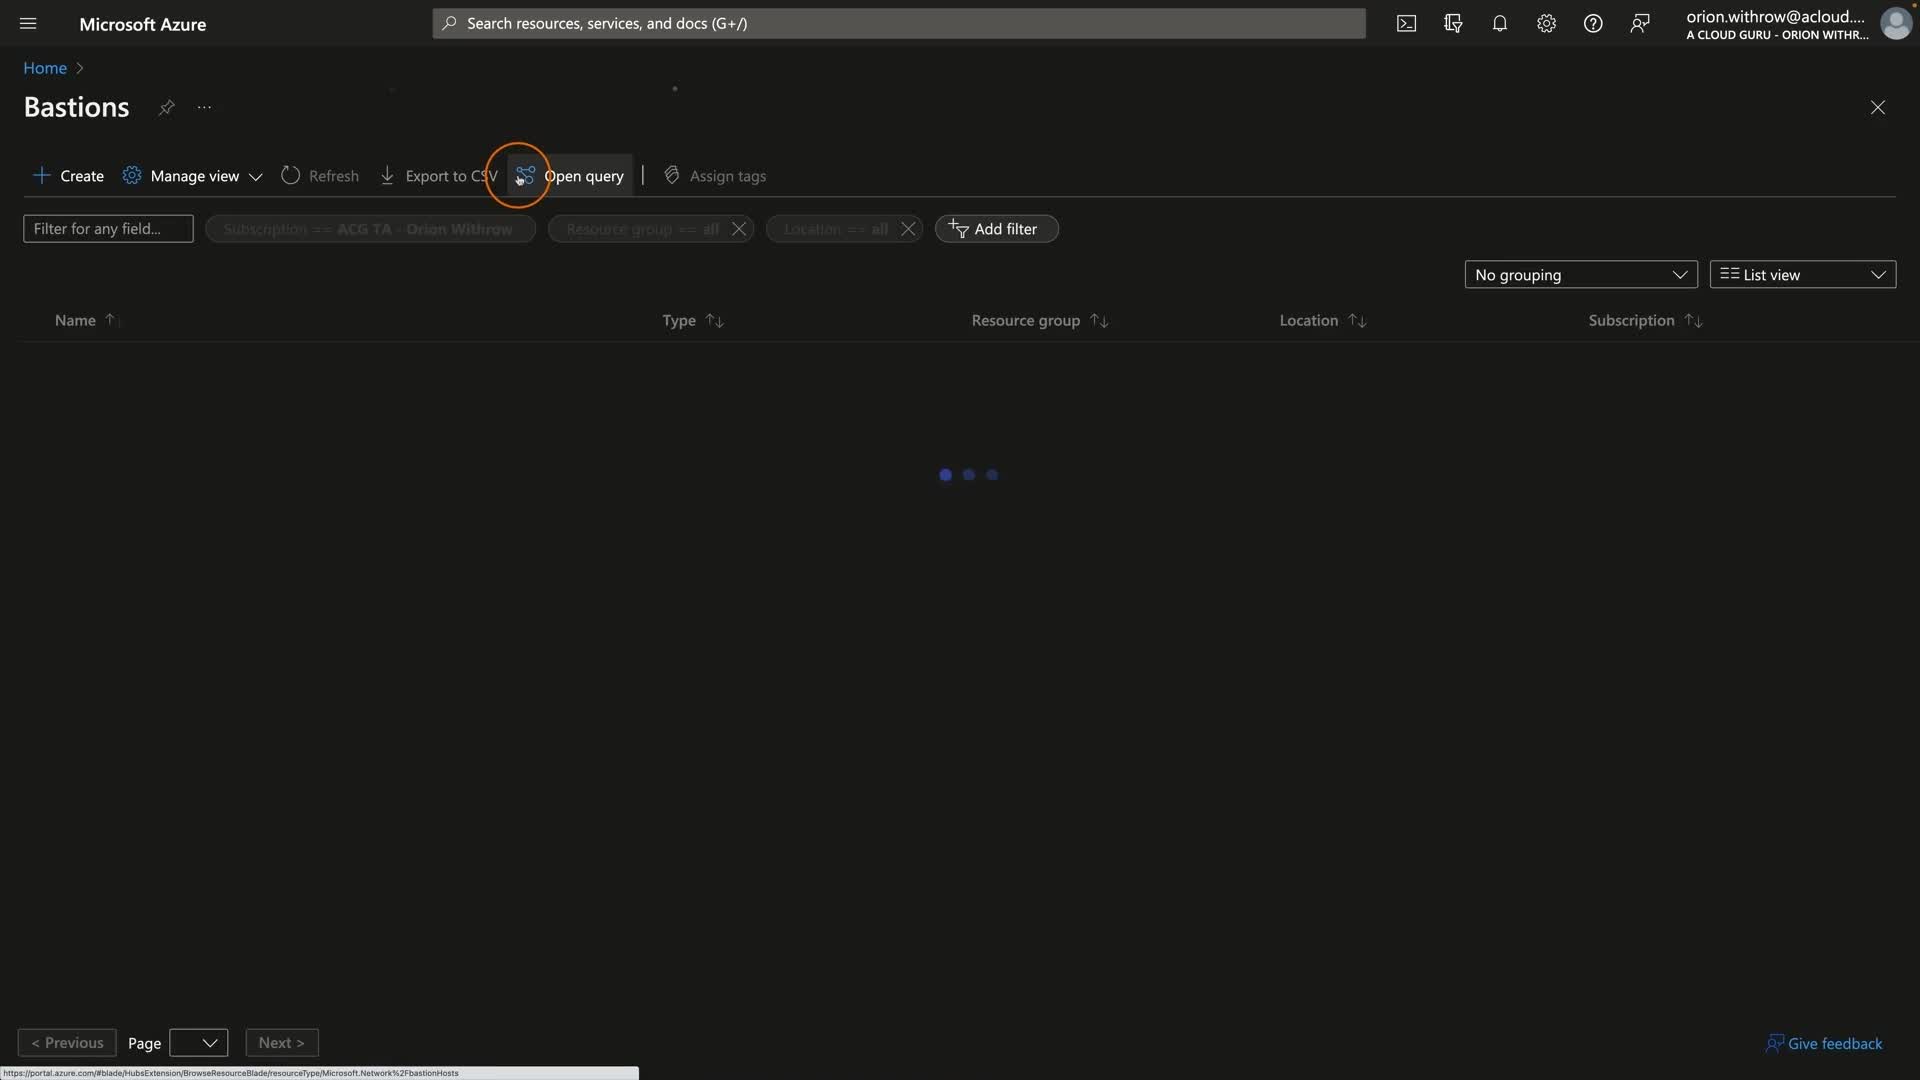 Microsoft Azure
Search resources, services, and docs (G+/)
orion.withrow@acloud....
A CLOUD GURU - ORION WITHR...
Home
Bastions
...
Create
Manage view
Refresh
Export to CSV
Open query
Assign tags
Filter for any field...
Subscription == ACG TA - Orion Withrow
Resource group == all
Location == all
Add filter
No grouping
List view
Name
Type
Resource group
Location
Subscription
< Previous
Page
Next >
Give feedback
https://portal.azure.com/#blade/HubsExtension/BrowseResourceBlade/resourceType/Microsoft.Network%2FbastionHosts